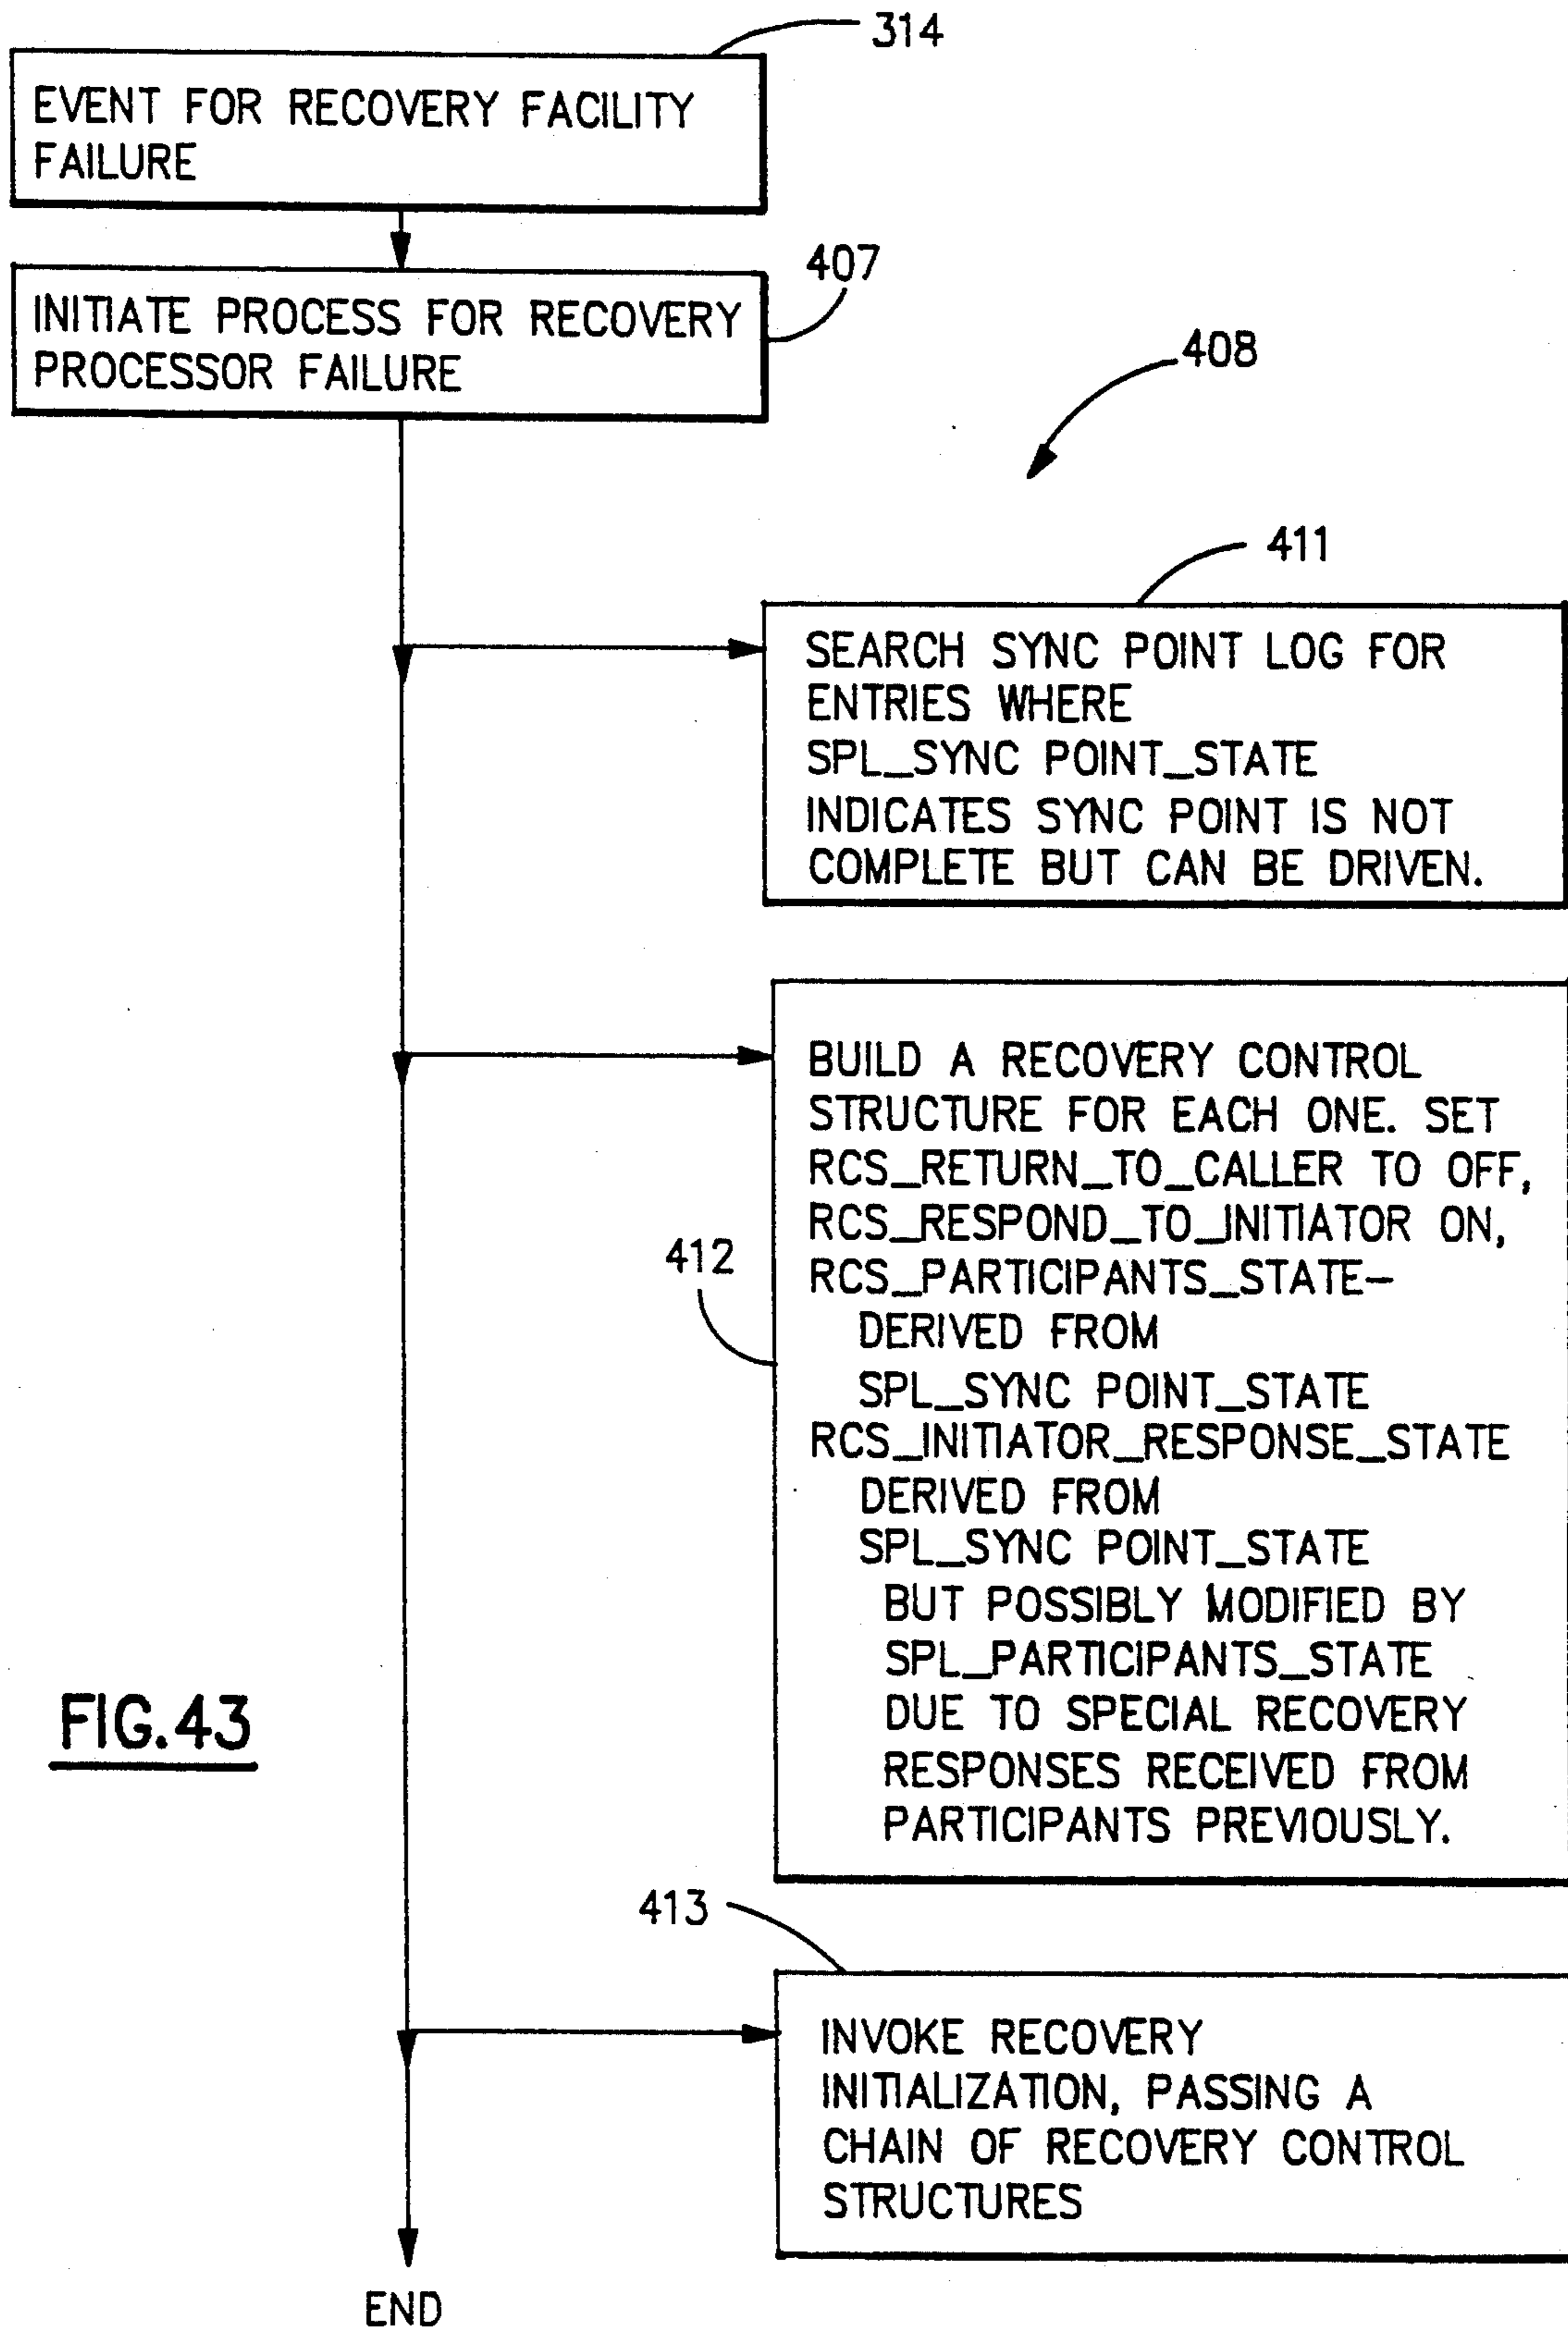 314
EVENT FOR RECOVERY FACILITY
FAILURE
407
INITIATE PROCESS FOR RECOVERY
PROCESSOR FAILURE
408
411
SEARCH SYNC POINT LOG FOR
ENTRIES WHERE
SPL_SYNC POINT_STATE
INDICATES SYNC POINT IS NOT
COMPLETE BUT CAN BE DRIVEN.
412
BUILD A RECOVERY CONTROL
STRUCTURE FOR EACH ONE. SET
RCS_RETURN_TO_CALLER TO OFF,
RCS_RESPOND_TO_INITIATOR ON,
RCS_PARTICIPANTS_STATE-
DERIVED FROM
SPL_SYNC POINT_STATE
RCS_INITIATOR_RESPONSE_STATE
DERIVED FROM
SPL_SYNC POINT_STATE
BUT POSSIBLY MODIFIED BY
SPL_PARTICIPANTS_STATE
DUE TO SPECIAL RECOVERY
RESPONSES RECEIVED FROM
PARTICIPANTS PREVIOUSLY.
FIG.43
413
INVOKE RECOVERY
INITIALIZATION, PASSING A
CHAIN OF RECOVERY CONTROL
STRUCTURES
END